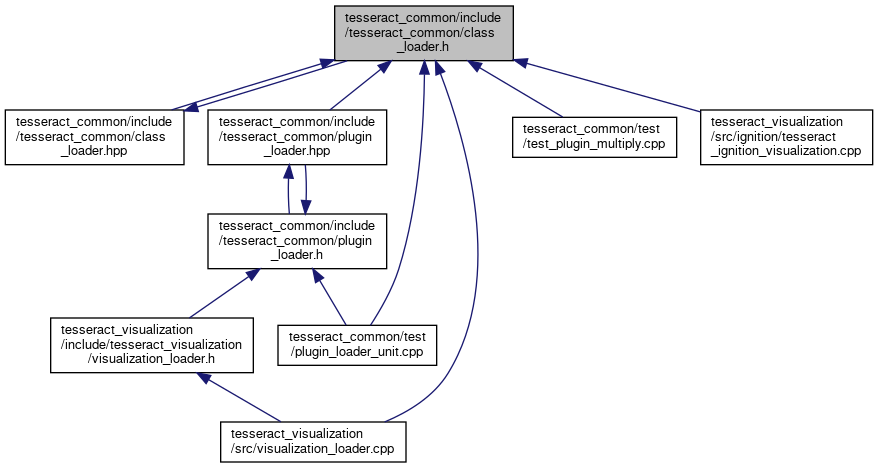 tesseract_common/include
/tesseract_common/class
_loader.h
tesseract_common/include
/tesseract_common/class
_loader.hpp
tesseract_common/include
/tesseract_common/plugin
_loader.hpp
tesseract_common/test
/test_plugin_multiply.cpp
tesseract_visualization
/src/ignition/tesseract
_ignition_visualization.cpp
tesseract_common/include
/tesseract_common/plugin
_loader.h
tesseract_visualization
/include/tesseract_visualization
/visualization_loader.h
tesseract_common/test
/plugin_loader_unit.cpp
tesseract_visualization
/src/visualization_loader.cpp